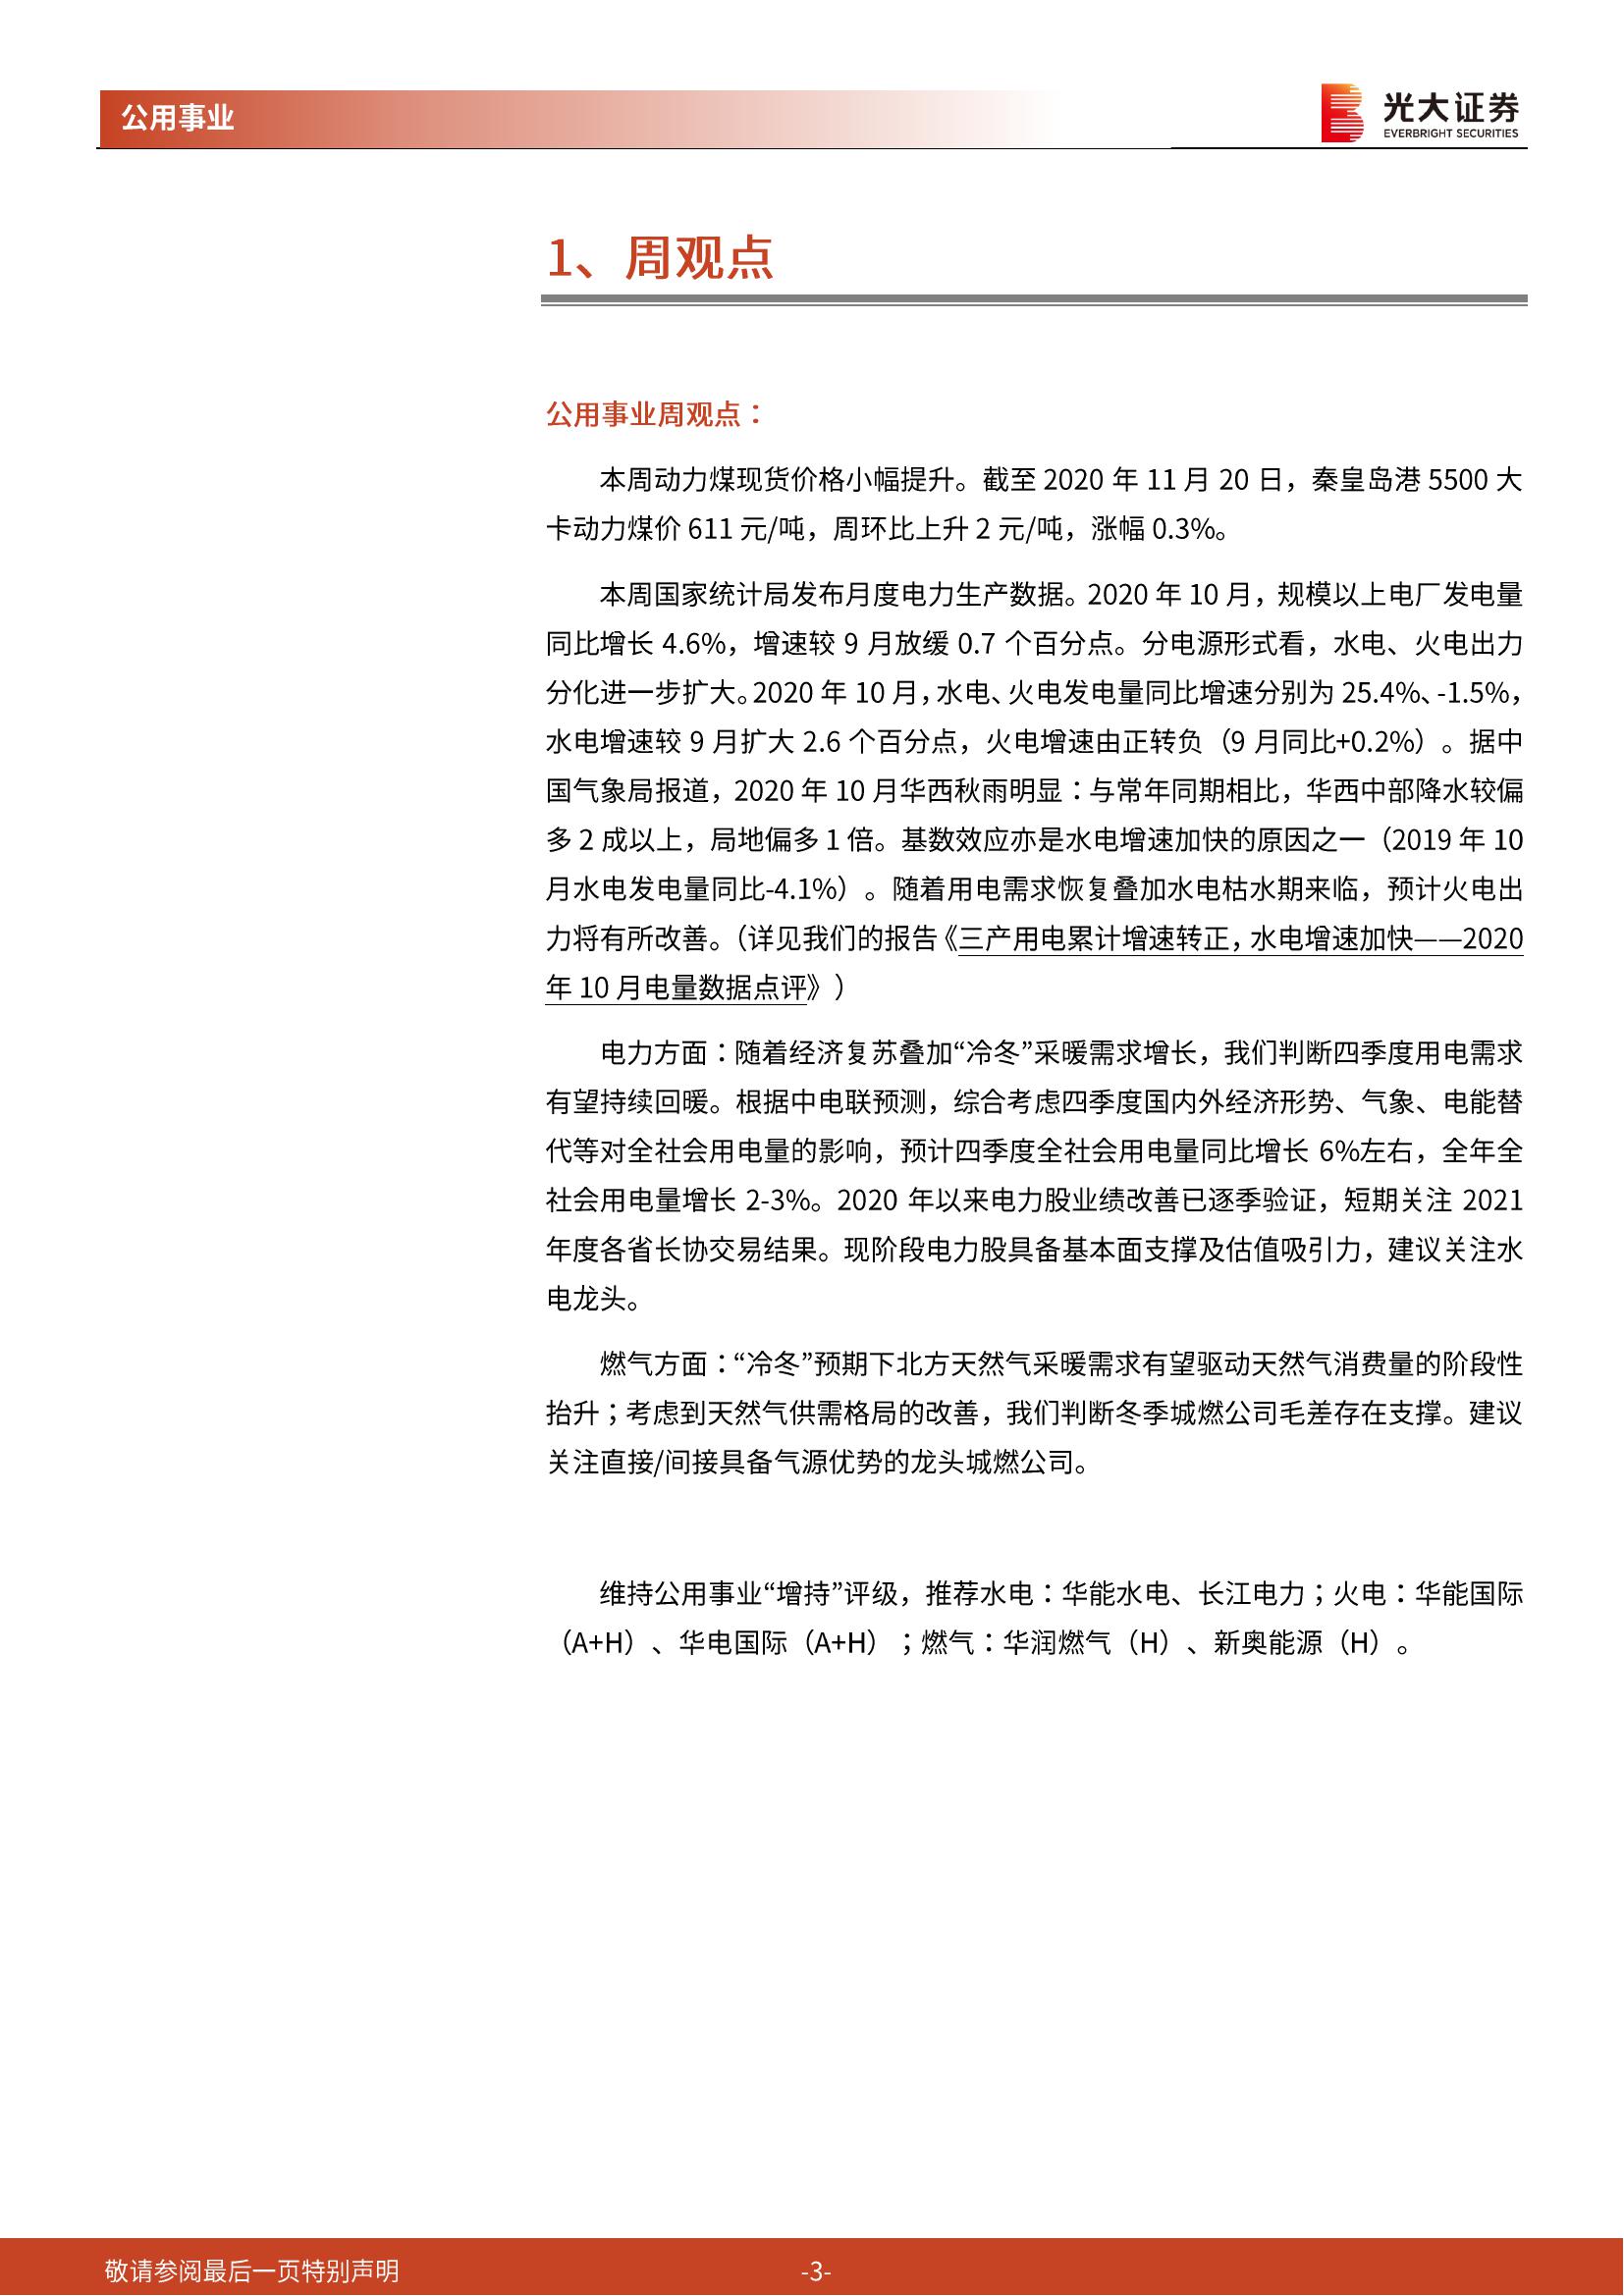 公用事业
光大证券
EVERBRIGHT SECURITIES
1、周观点
公用事业周观点：
本周动力煤现货价格小幅提升。截至 2020 年 11 月 20 日，秦皇岛港 5500 大
卡动力煤价 611 元/吨，周环比上升 2 元/吨，涨幅 0.3%。
本周国家统计局发布月度电力生产数据。2020 年 10 月，规模以上电厂发电量
同比增长 4.6%，增速较 9 月放缓 0.7 个百分点。分电源形式看，水电、火电出力
分化进一步扩大。2020 年 10 月，水电、火电发电量同比增速分别为 25.4%、-1.5%，
水电增速较 9 月扩大 2.6 个百分点，火电增速由正转负（9 月同比+0.2%）。据中
国气象局报道，2020 年 10 月华西秋雨明显：与常年同期相比，华西中部降水较偏
多 2 成以上，局地偏多 1 倍。基数效应亦是水电增速加快的原因之一（2019 年 10
月水电发电量同比-4.1%）。随着用电需求恢复叠加水电枯水期来临，预计火电出
力将有所改善。（详见我们的报告《三产用电累计增速转正，水电增速加快——2020
年 10 月电量数据点评》）
电力方面：随着经济复苏叠加“冷冬”采暖需求增长，我们判断四季度用电需求
有望持续回暖。根据中电联预测，综合考虑四季度国内外经济形势、气象、电能替
代等对全社会用电量的影响，预计四季度全社会用电量同比增长 6%左右，全年全
社会用电量增长 2-3%。2020 年以来电力股业绩改善已逐季验证，短期关注 2021
年度各省长协交易结果。现阶段电力股具备基本面支撑及估值吸引力，建议关注水
电龙头。
燃气方面：“冷冬”预期下北方天然气采暖需求有望驱动天然气消费量的阶段性
抬升；考虑到天然气供需格局的改善，我们判断冬季城燃公司毛差存在支撑。建议
关注直接/间接具备气源优势的龙头城燃公司。
维持公用事业“增持”评级，推荐水电：华能水电、长江电力；火电：华能国际
（A+H）、华电国际（A+H）；燃气：华润燃气（H）、新奥能源（H）。
敬请参阅最后一页特别声明
-3-